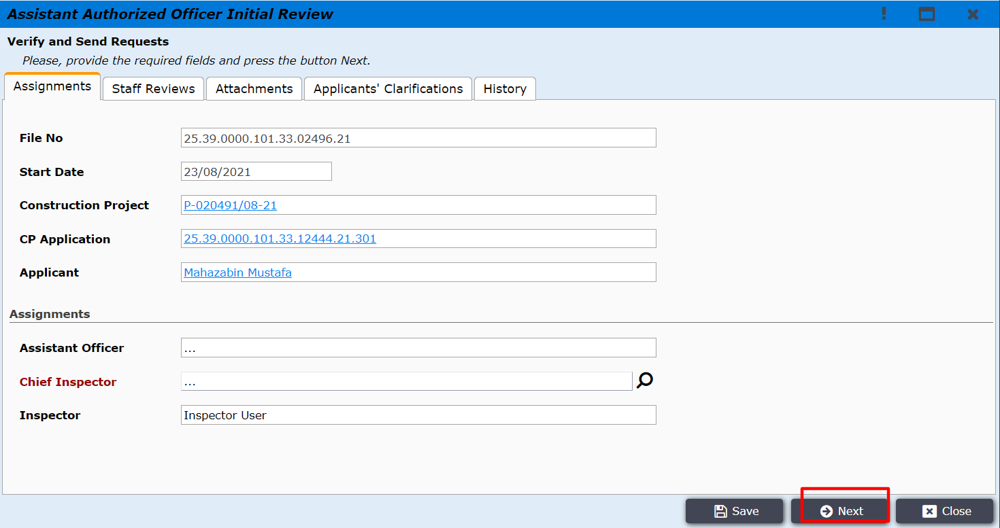 Assistant Authorized Officer Initial Review
Verify and Send Requests
Please, provide the required fields and press the button Next.
Assignments Staff Reviews Attachments Applicants' Clarifications History
File No 25.39.0000.101.33.02496.21
Start Date 23/08/2021
Construction Project P-020491/08-21
CP Application 25.39.0000.101.33.12444.21.301
Applicant Mahazabin Mustafa
Assignments
Assistant Officer ...
Chief Inspector ...
Inspector Inspector User
Save Next Close